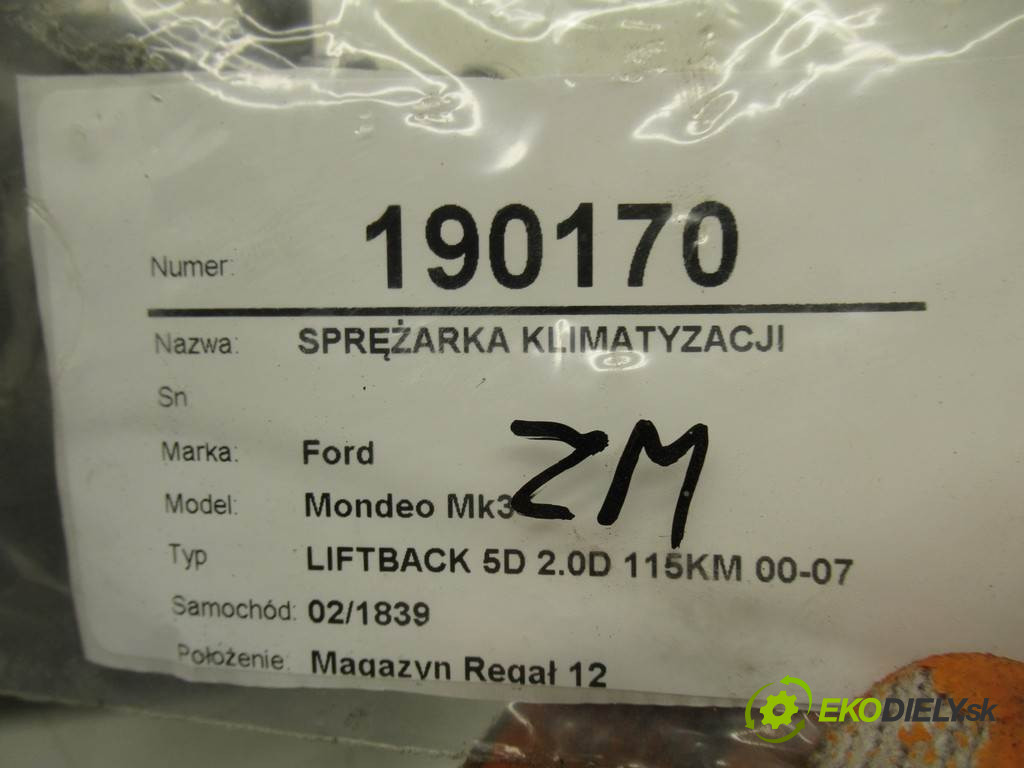 Numer: 190170
Nazwa: SPRĘŻARKA KLIMATYZACJI
Sn
Marka: Ford
ZM
Model: Mondeo Mk3
Typ LIFTBACK 5D 2.0D 115KM 00-07
Samochód: 02/1839
Położenie: Magazyn Regał 12
EKODIELY.sk